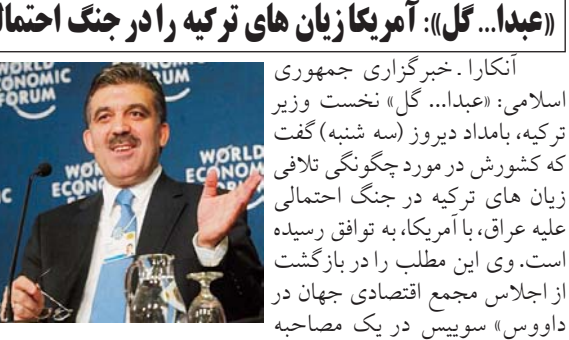 «عبدا... گل»: آمریکا زیان های ترکیه را در جنگ احتمال
آنکارا. خبرگزاری جمهوری
اسلامی: «عبدا... گل» نخست وزیر
ترکیه، بامداد دیروز (سه شنبه) گفت
که کشورش در مورد چگونگی تلافی
زیان های ترکیه در جنگ احتمالی
علیه عراق، با آمریکا، به توافق رسیده
است. وی این مطلب را در بازگشت
از اجلاس مجمع اقتصادی جهان در
داووس» سوییس در یک مصاحبه
WORLD
ECONOMIC
FORUM
WORLD
ECONOMIC
FORUM
WORLD
ECONOM
FORUM